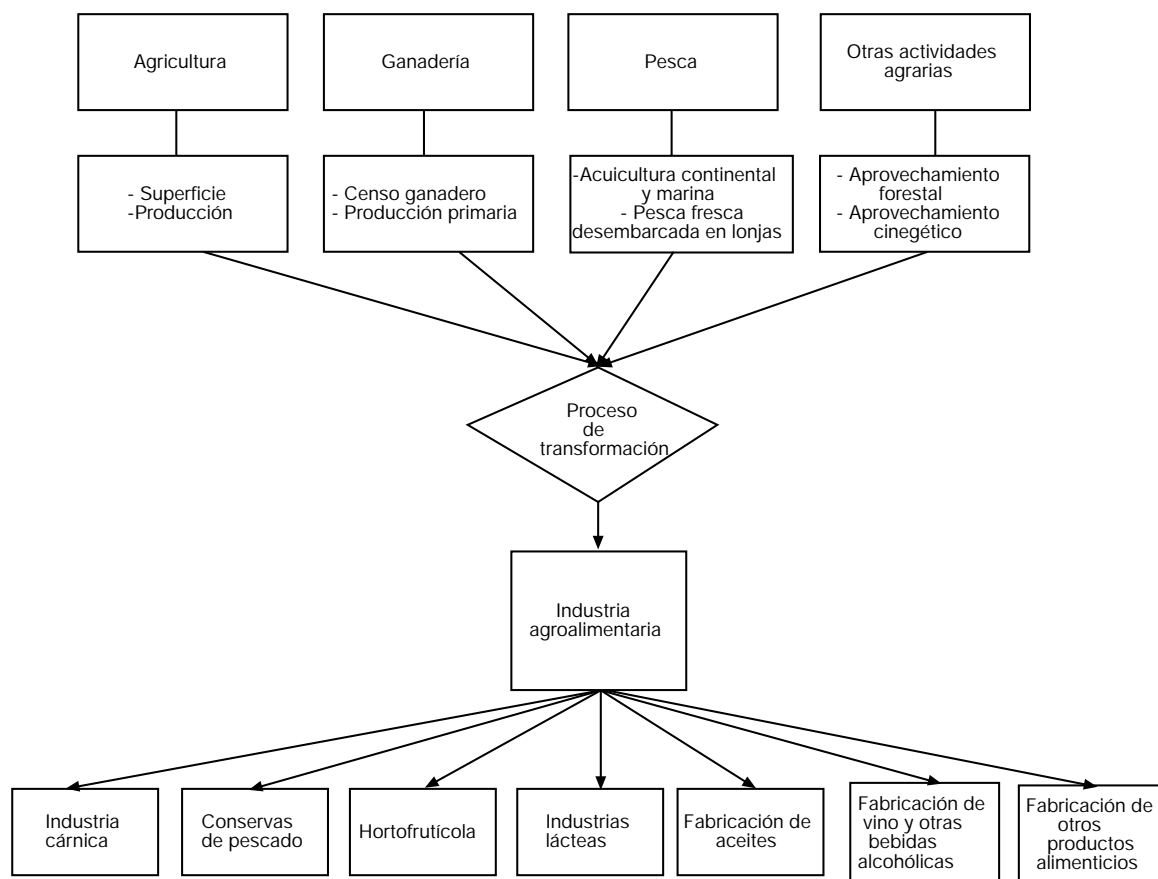 Agricultura
Ganadería
Pesca
Otras actividades
agrarias
- Superficie
-Producción
- Censo ganadero
- Producción primaria
-Acuicultura continental
y marina
- Pesca fresca
desembarcada en lonjas
- Aprovechamiento
forestal
- Aprovechamiento
cinegético
Proceso
de
transformación
Industria
agroalimentaria
Industria
cárnica
Conservas
de pescado
Hortofrutícola
Industrias
lácteas
Fabricación de
aceites
Fabricación de
vino y otras
bebidas
alcohólicas
Fabricación de
otros
productos
alimenticios